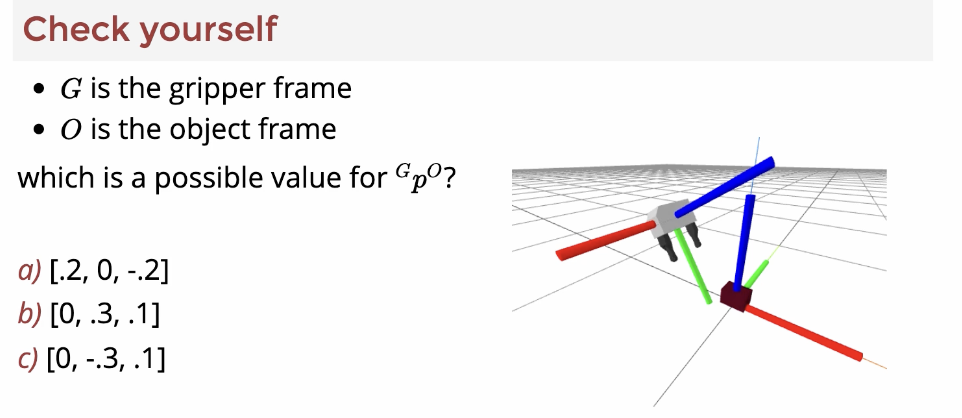 Check yourself
• G is the gripper frame
• O is the object frame
which is a possible value for ᴳpᴼ?
a) [.2, 0, -.2]
b) [0, .3, .1]
c) [0, -.3, .1]